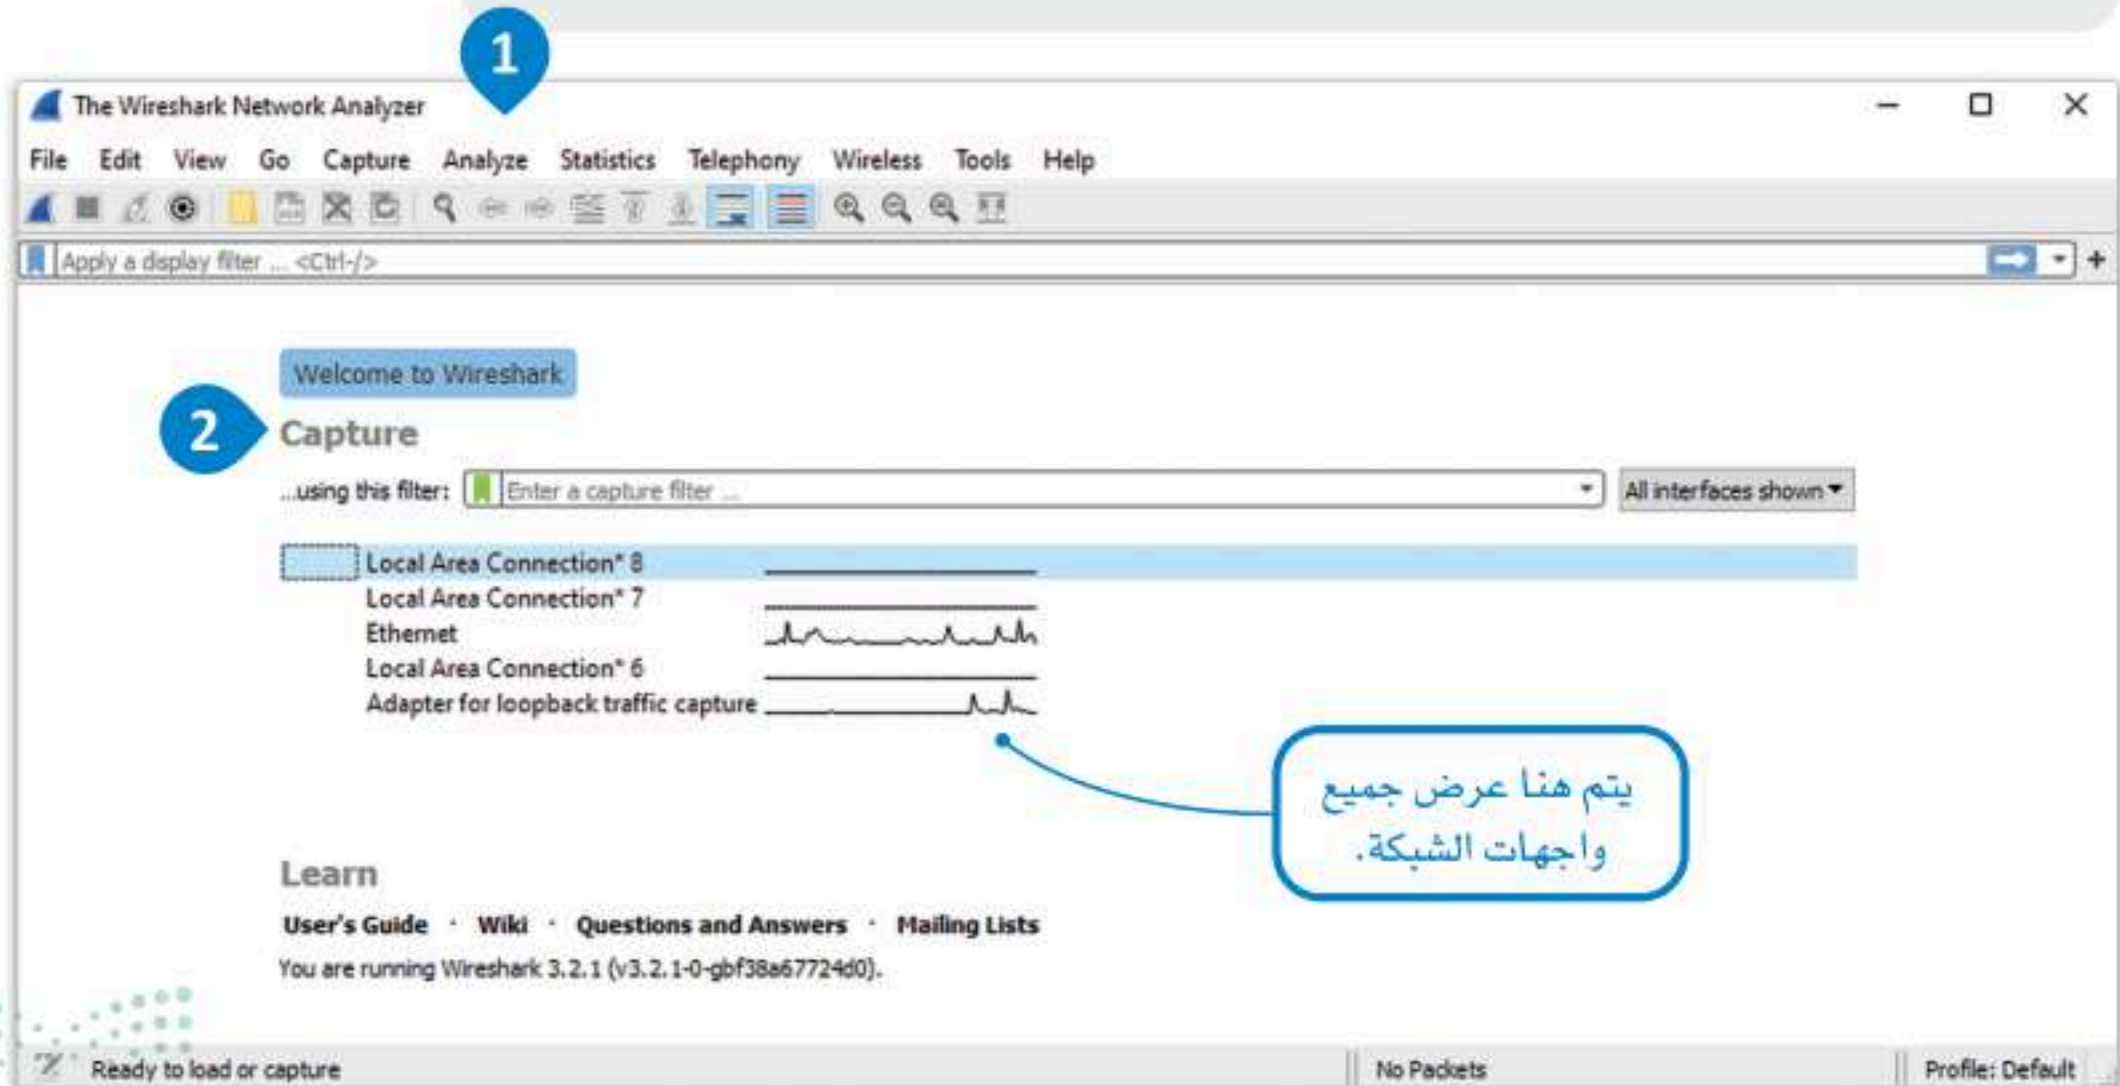 1
The Wireshark Network Analyzer
File Edit View Go Capture Analyze Statistics Telephony Wireless Tools Help
Apply a display filter ... <Ctrl-/>
Welcome to Wireshark
2
Capture
...using this filter: Enter a capture filter ... All interfaces shown
Local Area Connection* 8
Local Area Connection* 7
Ethernet
Local Area Connection* 6
Adapter for loopback traffic capture
يتم هنا عرض جميع
واجهات الشبكة.
Learn
User's Guide · Wiki · Questions and Answers · Mailing Lists
You are running Wireshark 3.2.1 (v3.2.1-0-gbf38a67724d0).
Ready to load or capture No Packets Profile: Default